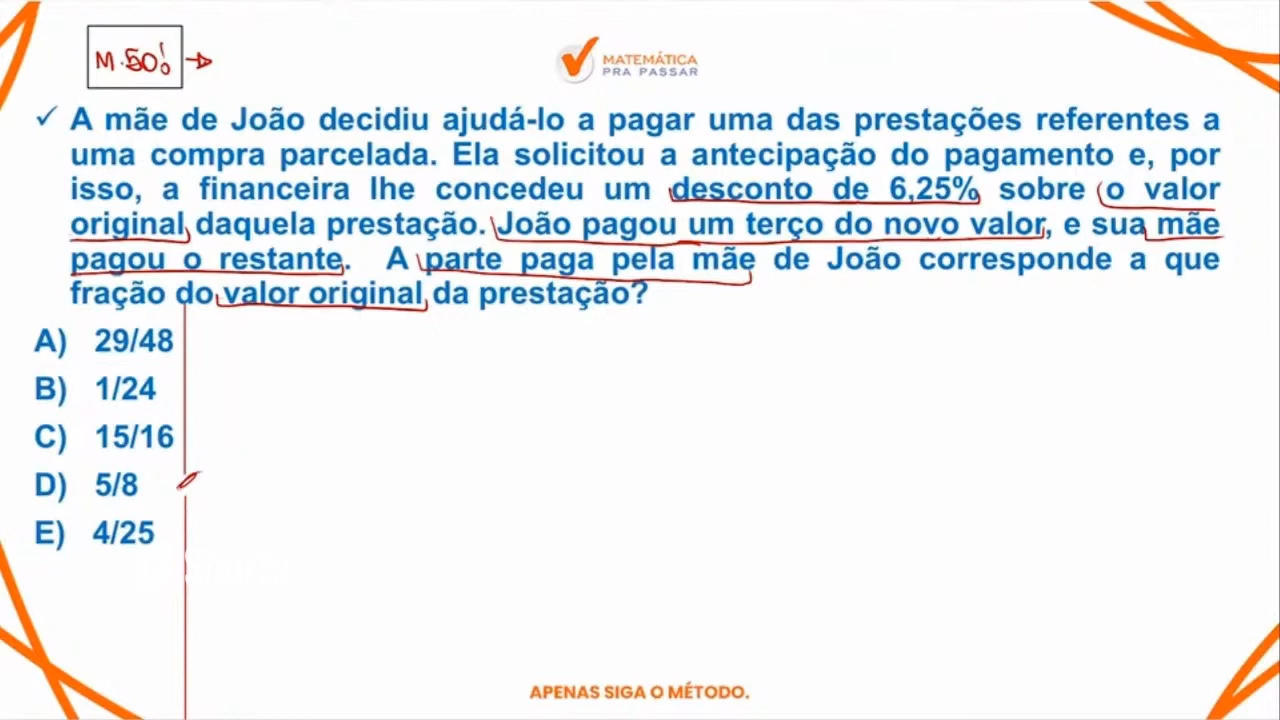 M.50! →
MATEMÁTICA
PRA PASSAR
✓ A mãe de João decidiu ajudá-lo a pagar uma das prestações referentes a
uma compra parcelada. Ela solicitou a antecipação do pagamento e, por
isso, a financeira lhe concedeu um desconto de 6,25% sobre o valor
original daquela prestação. João pagou um terço do novo valor, e sua mãe
pagou o restante. A parte paga pela mãe de João corresponde a que
fração do valor original da prestação?
A) 29/48
B) 1/24
C) 15/16
D) 5/8
E) 4/25
APENAS SIGA O MÉTODO.